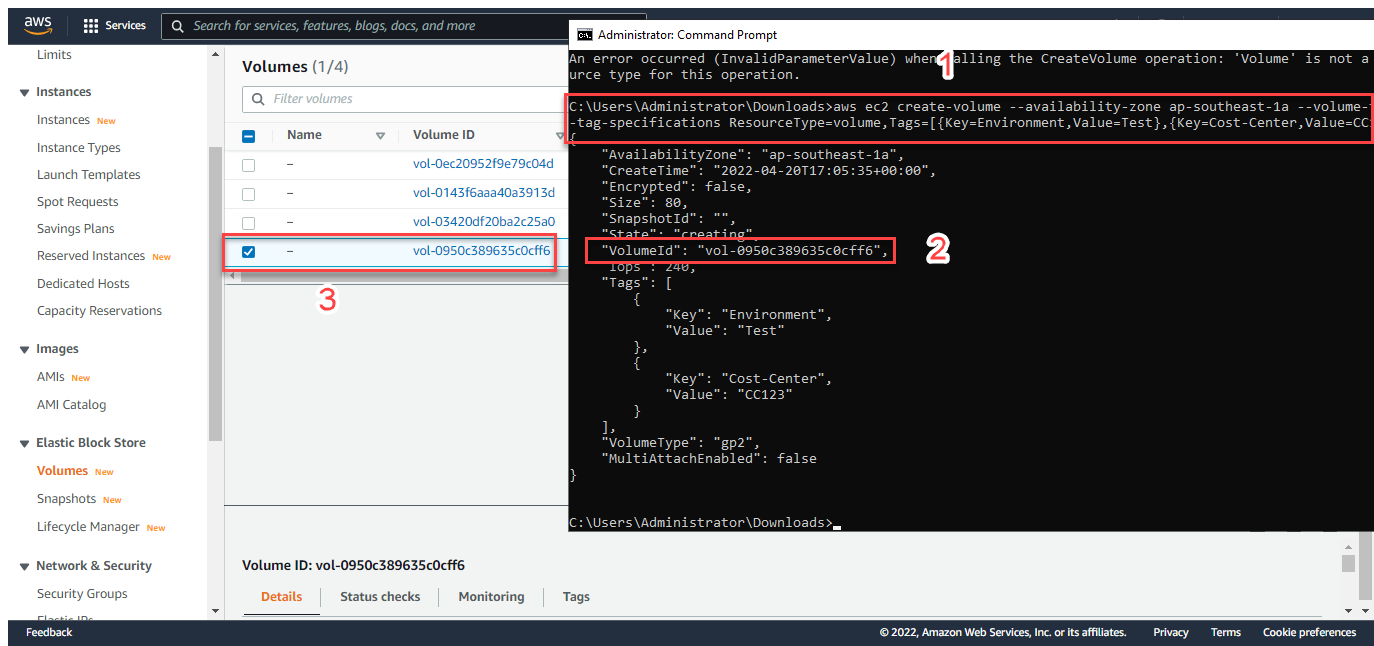 aws
Services
Search for services, features, blogs, docs, and more
Limits
Instances
Instances New
Instance Types
Launch Templates
Spot Requests
Savings Plans
Reserved Instances New
Dedicated Hosts
Capacity Reservations
Images
AMIs New
AMI Catalog
Elastic Block Store
Volumes New
Snapshots New
Lifecycle Manager New
Network & Security
Security Groups
Volumes (1/4)
Filter volumes
Name Volume ID
– vol-0ec20952f9e79c04d
– vol-0143f6aaa40a3913d
– vol-03420df20ba2c25a0
– vol-0950c389635c0cff6
3
Administrator: Command Prompt
An error occurred (InvalidParameterValue) when calling the CreateVolume operation: 'Volume' is not a
urce type for this operation.
1
C:\Users\Administrator\Downloads>aws ec2 create-volume --availability-zone ap-southeast-1a --volume-
-tag-specifications ResourceType=volume,Tags=[{Key=Environment,Value=Test},{Key=Cost-Center,Value=CC
{
"AvailabilityZone": "ap-southeast-1a",
"CreateTime": "2022-04-20T17:05:35+00:00",
"Encrypted": false,
"Size": 80,
"SnapshotId": "",
"State": "creating",
"VolumeId": "vol-0950c389635c0cff6",
2
"Iops": 240,
"Tags": [
{
"Key": "Environment",
"Value": "Test"
},
{
"Key": "Cost-Center",
"Value": "CC123"
}
],
"VolumeType": "gp2",
"MultiAttachEnabled": false
}
C:\Users\Administrator\Downloads>
Volume ID: vol-0950c389635c0cff6
Details Status checks Monitoring Tags
Feedback
© 2022, Amazon Web Services, Inc. or its affiliates. Privacy Terms Cookie preferences